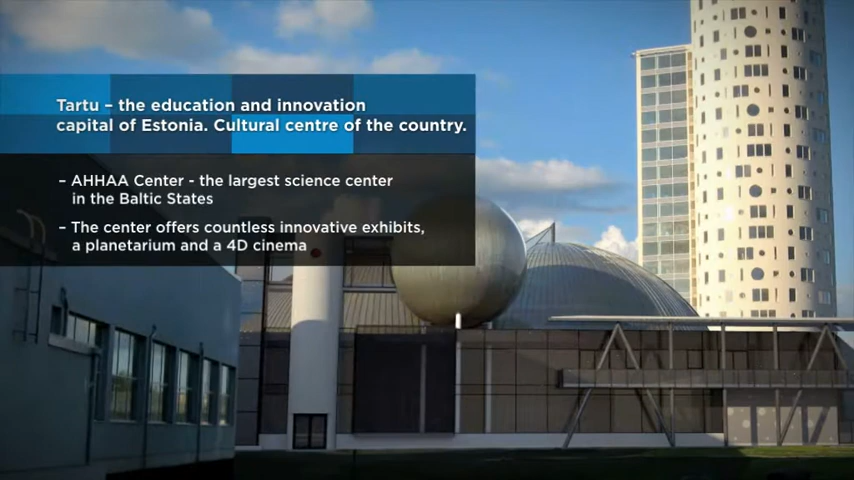 Tartu – the education and innovation
capital of Estonia. Cultural centre of the country.
– AHHAA Center - the largest science center
in the Baltic States
– The center offers countless innovative exhibits,
a planetarium and a 4D cinema